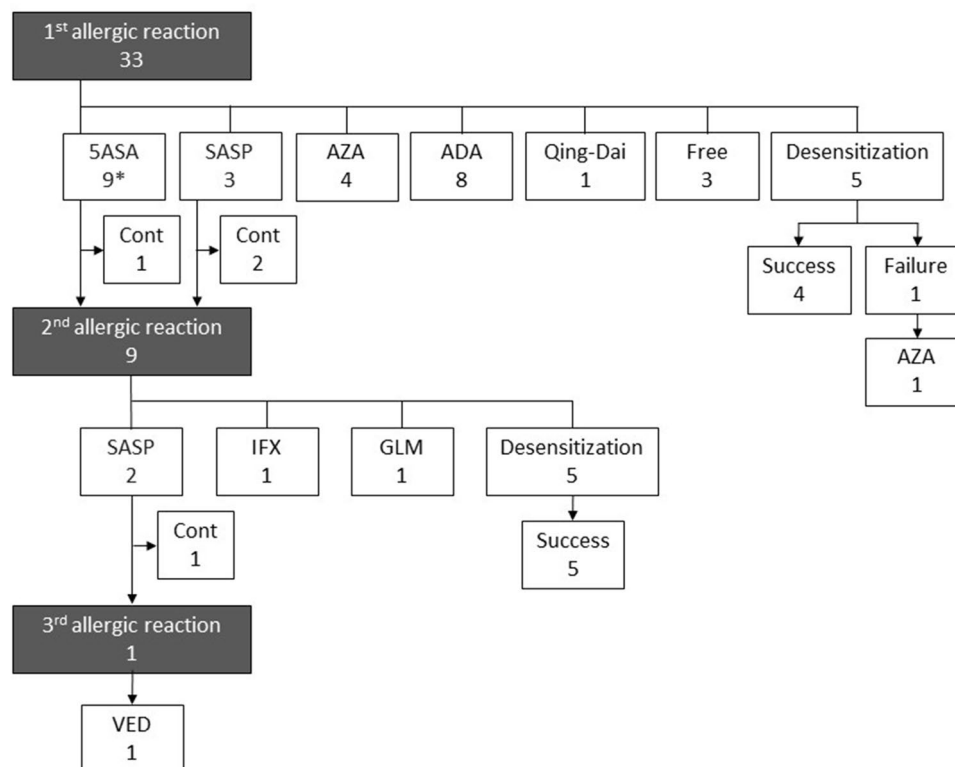 1st allergic reaction
33
5ASA
9*
SASP
3
AZA
4
ADA
8
Qing-Dai
1
Free
3
Desensitization
5
Cont
1
Cont
2
Success
4
Failure
1
AZA
1
2nd allergic reaction
9
SASP
2
IFX
1
GLM
1
Desensitization
5
Cont
1
Success
5
3rd allergic reaction
1
VED
1